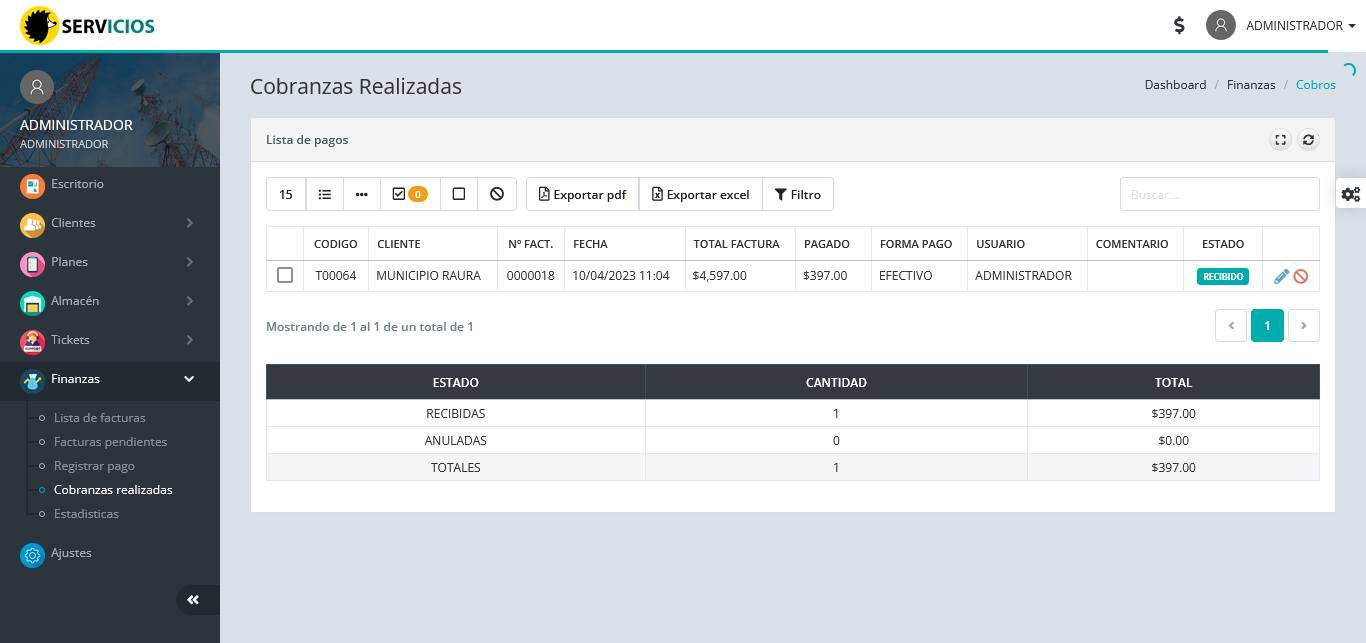 SERVICIOS
$ ADMINISTRADOR
ADMINISTRADOR
ADMINISTRADOR
Escritorio
Clientes
Planes
Almacén
Tickets
Finanzas
Lista de facturas
Facturas pendientes
Registrar pago
Cobranzas realizadas
Estadisticas
Ajustes
Cobranzas Realizadas
Dashboard / Finanzas / Cobros
Lista de pagos
15 0 Exportar pdf Exportar excel Filtro Buscar...
CODIGO CLIENTE Nº FACT. FECHA TOTAL FACTURA PAGADO FORMA PAGO USUARIO COMENTARIO ESTADO
T00064 MUNICIPIO RAURA 0000018 10/04/2023 11:04 $4,597.00 $397.00 EFECTIVO ADMINISTRADOR RECIBIDO
Mostrando de 1 al 1 de un total de 1
1
ESTADO CANTIDAD TOTAL
RECIBIDAS 1 $397.00
ANULADAS 0 $0.00
TOTALES 1 $397.00